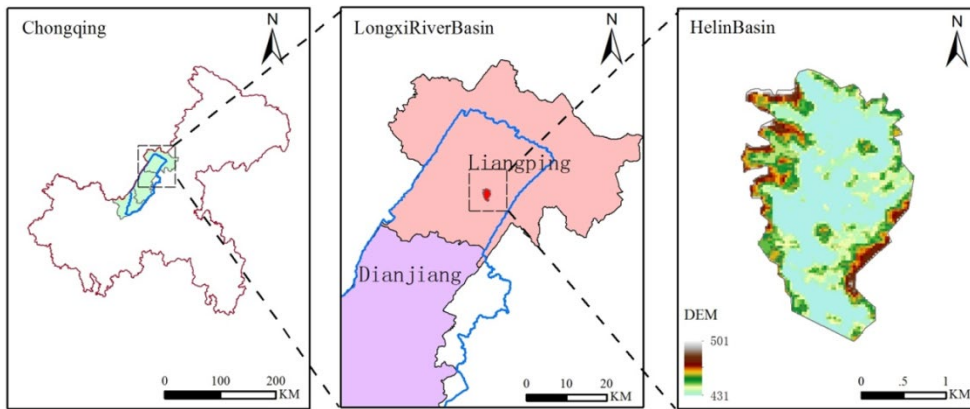 Chongqing
N
0 100 200
KM
LongxiRiverBasin
N
Liangping
Dianjiang
0 10 20
KM
HelinBasin
N
DEM
501
431
0 .5 1
KM